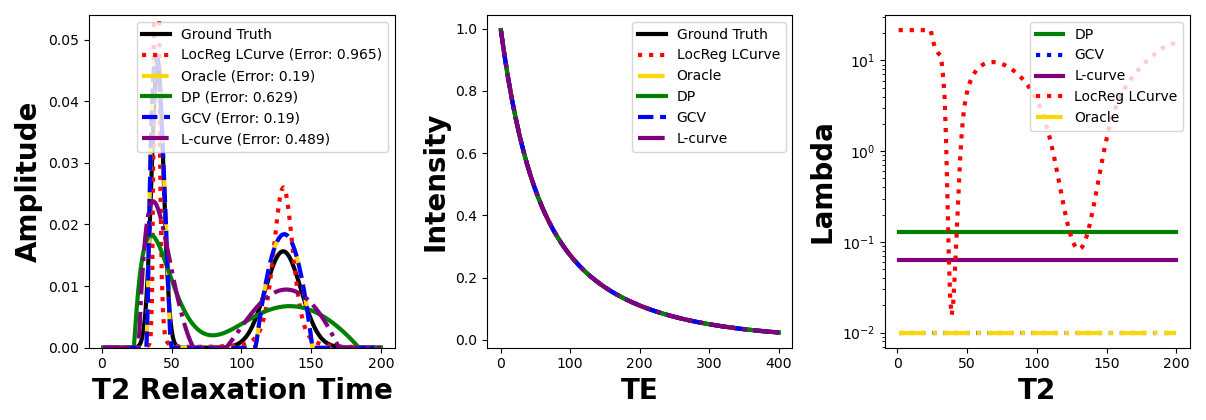 Amplitude
0.05
0.04
0.03
0.02
0.01
0.00
Ground Truth
LocReg LCurve (Error: 0.965)
Oracle (Error: 0.19)
DP (Error: 0.629)
GCV (Error: 0.19)
L-curve (Error: 0.489)
0 50 100 150 200
T2 Relaxation Time
Intensity
1.0
0.8
0.6
0.4
0.2
0.0
Ground Truth
LocReg LCurve
Oracle
DP
GCV
L-curve
0 100 200 300 400
TE
Lambda
10¹
10⁰
10⁻¹
10⁻²
DP
GCV
L-curve
LocReg LCurve
Oracle
0 50 100 150 200
T2